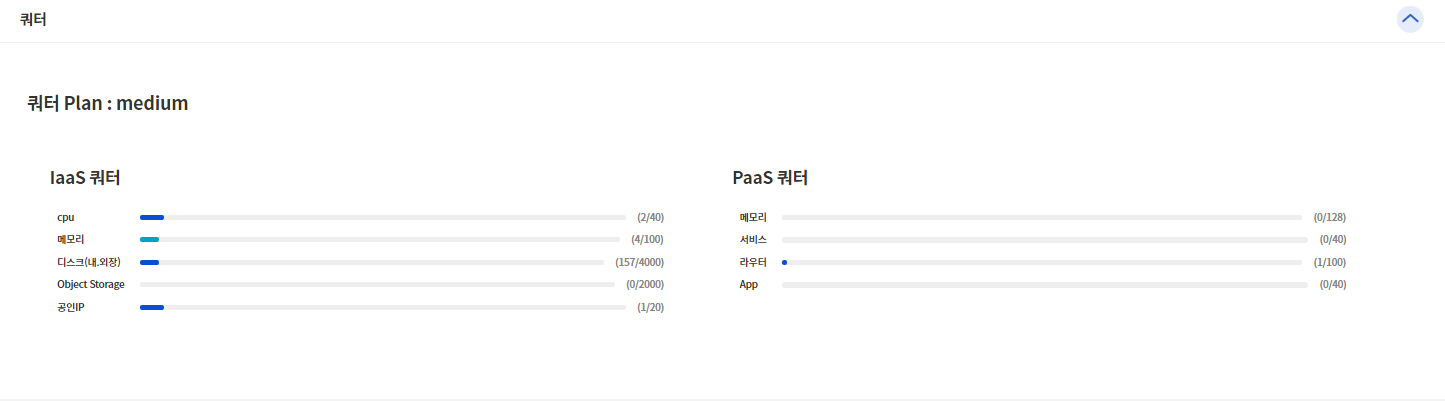 쿼터
쿼터 Plan : medium
IaaS 쿼터
cpu (2/40)
메모리 (4/100)
디스크(내.외장) (157/4000)
Object Storage (0/2000)
공인IP (1/20)
PaaS 쿼터
메모리 (0/128)
서비스 (0/40)
라우터 (1/100)
App (0/40)